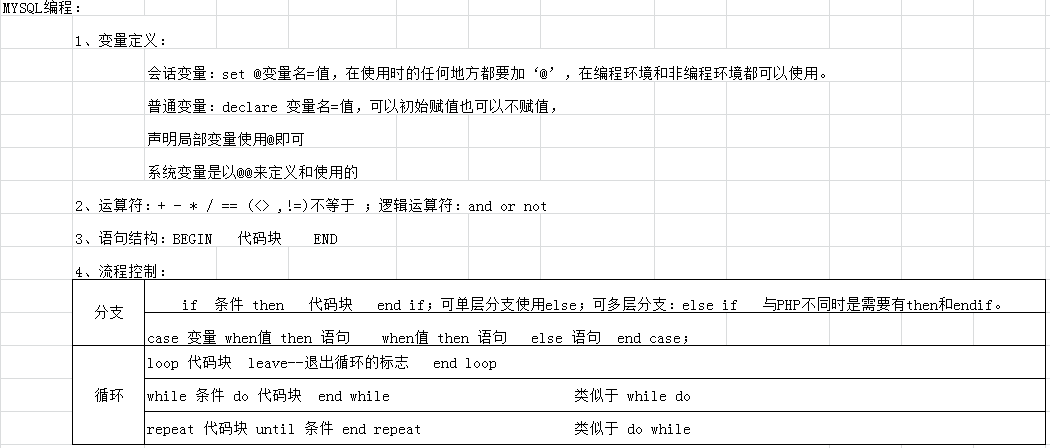 MYSQL编程：
1、变量定义：
会话变量：set @变量名=值，在使用时的任何地方都要加‘@’，在编程环境和非编程环境都可以使用。
普通变量：declare 变量名=值，可以初始赋值也可以不赋值，
声明局部变量使用@即可
系统变量是以@@来定义和使用的
2、运算符：+ - * / == (<> ,!=)不等于 ；逻辑运算符：and or not
3、语句结构：BEGIN 代码块 END
4、流程控制：
分支
if 条件 then 代码块 end if；可单层分支使用else；可多层分支：else if 与PHP不同时是需要有then和endif。
case 变量 when值 then 语句 when值 then 语句 else 语句 end case；
循环
loop 代码块 leave--退出循环的标志 end loop
while 条件 do 代码块 end while 类似于 while do
repeat 代码块 until 条件 end repeat 类似于 do while